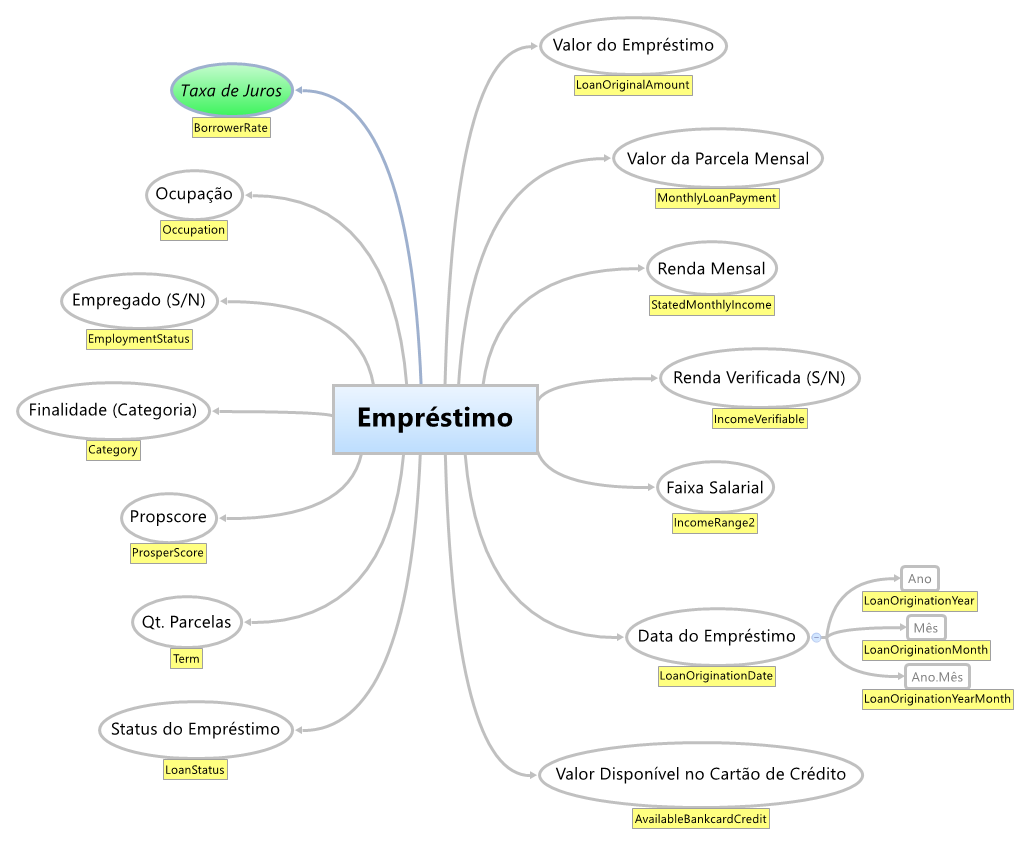 Valor do Empréstimo
LoanOriginalAmount
Taxa de Juros
BorrowerRate
Valor da Parcela Mensal
MonthlyLoanPayment
Ocupação
Occupation
Renda Mensal
StatedMonthlyIncome
Empregado (S/N)
EmploymentStatus
Renda Verificada (S/N)
IncomeVerifiable
Finalidade (Categoria)
Category
Empréstimo
Faixa Salarial
IncomeRange2
Propscore
ProsperScore
Ano
LoanOriginationYear
Qt. Parcelas
Term
Data do Empréstimo
LoanOriginationDate
Mês
LoanOriginationMonth
Ano.Mês
LoanOriginationYearMonth
Status do Empréstimo
LoanStatus
Valor Disponível no Cartão de Crédito
AvailableBankcardCredit